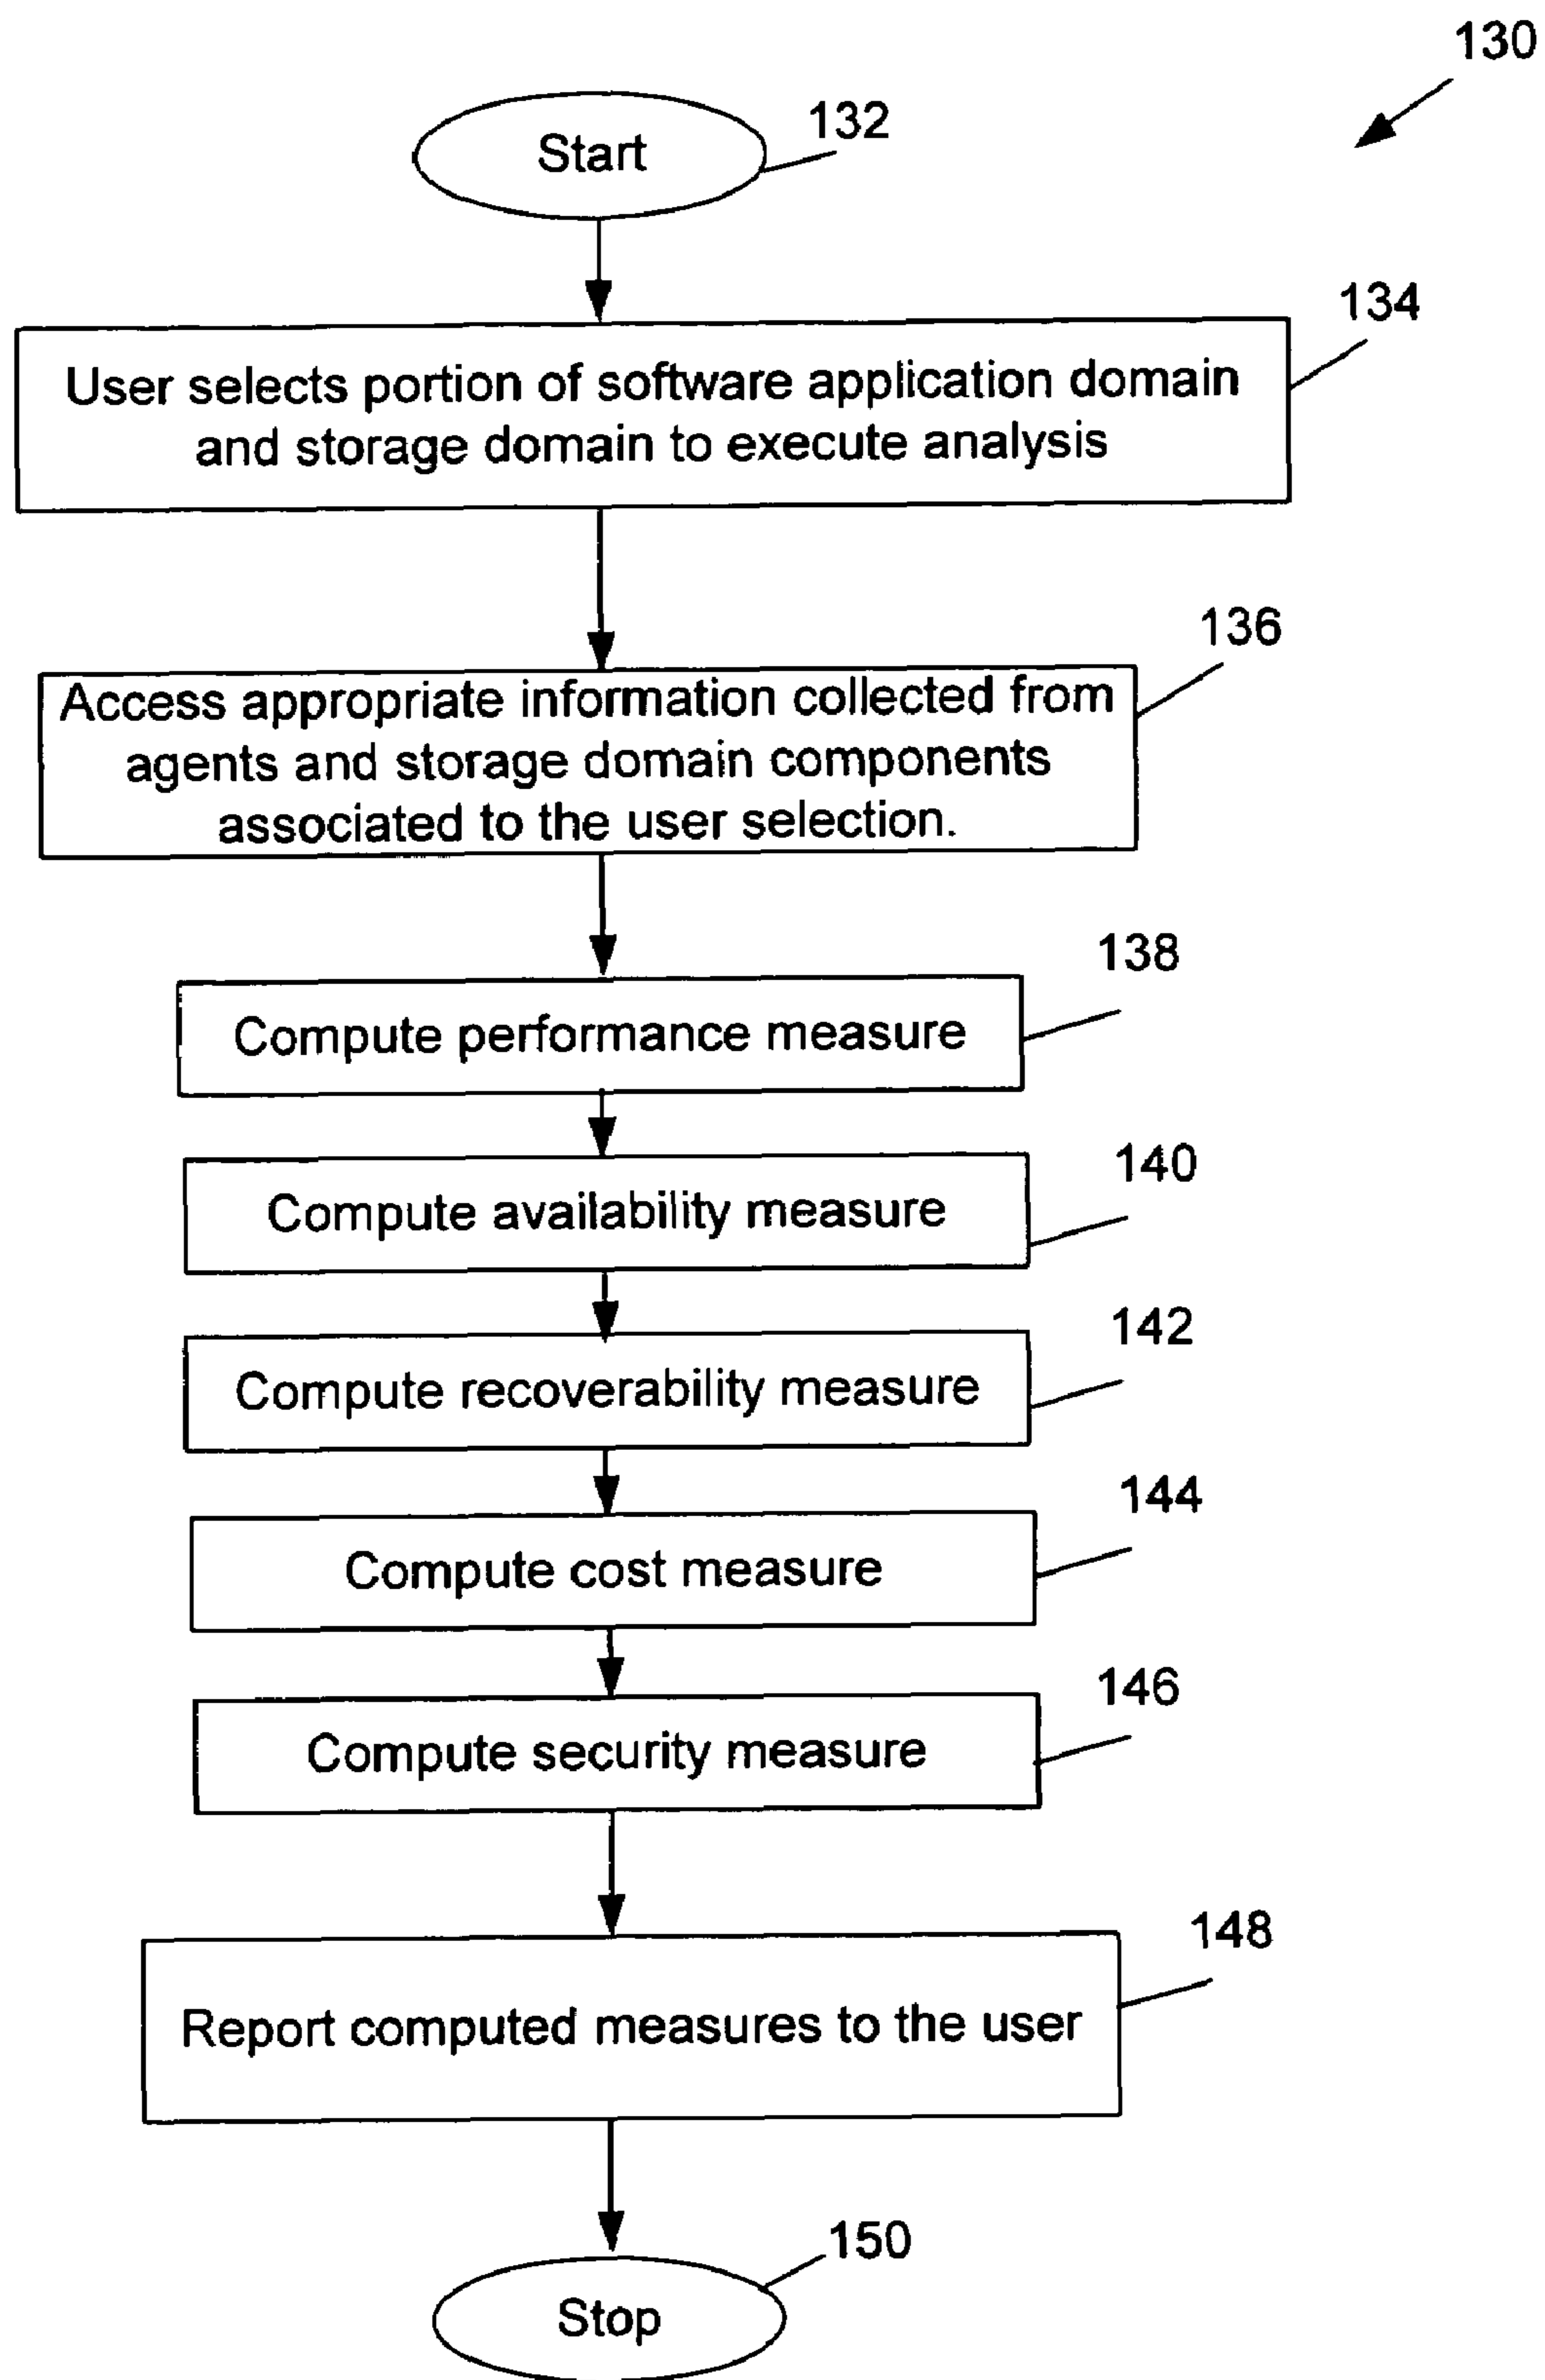 130
132
Start
134
User selects portion of software application domain
and storage domain to execute analysis
136
Access appropriate information collected from
agents and storage domain components
associated to the user selection.
138
Compute performance measure
140
Compute availability measure
142
Compute recoverability measure
144
Compute cost measure
146
Compute security measure
148
Report computed measures to the user
150
Stop